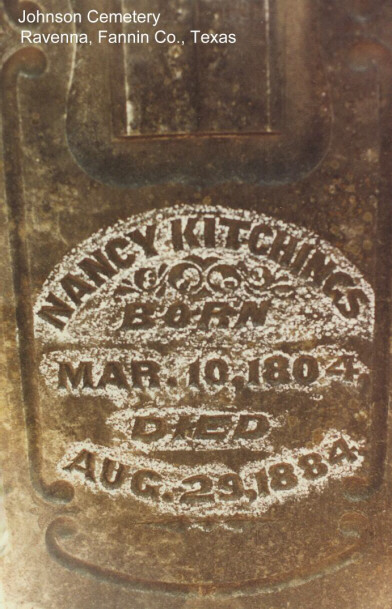 Johnson Cemetery
Ravenna, Fannin Co., Texas
NANCY KITCHINGS
BORN
MAR. 10, 1804
DIED
AUG. 29, 1884